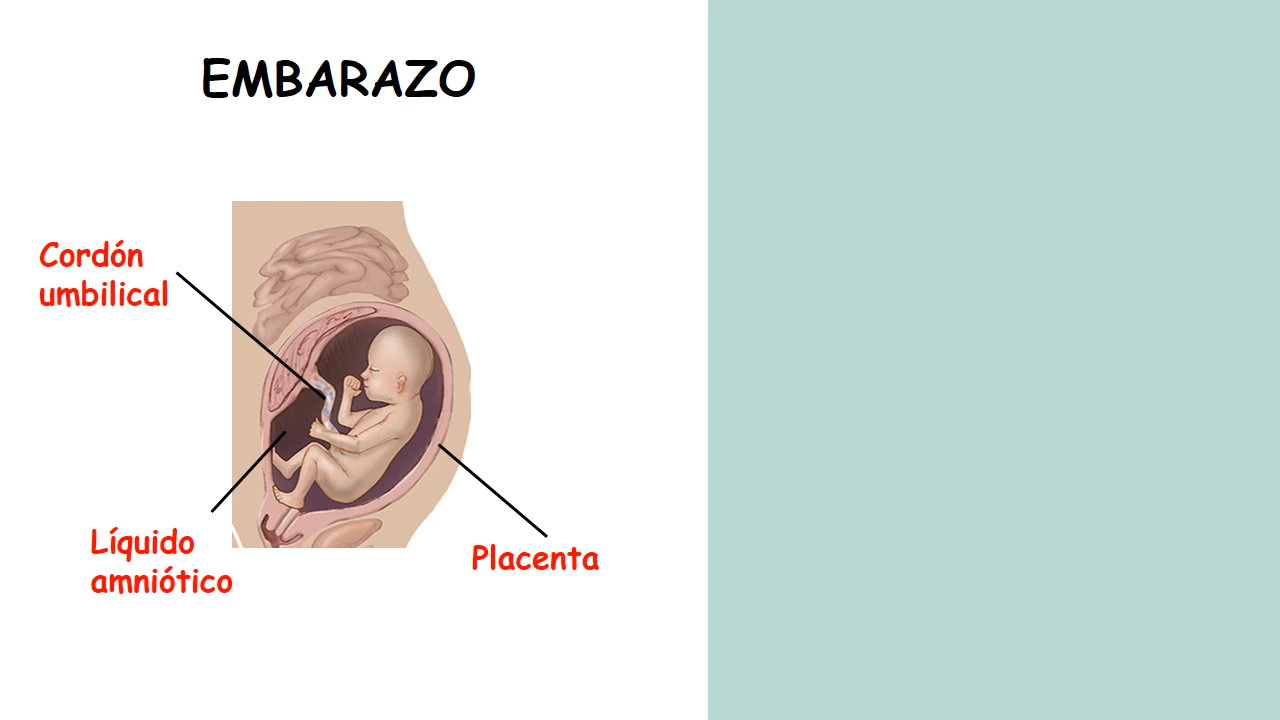 EMBARAZO
Cordón
umbilical
Líquido
amniótico
Placenta